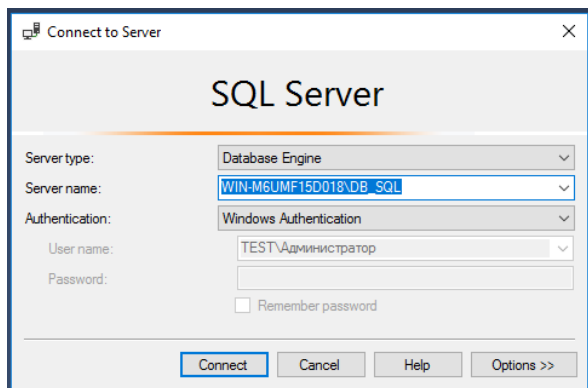 Connect to Server
SQL Server
Server type: Database Engine
Server name: WIN-M6UMF15D018\DB_SQL
Authentication: Windows Authentication
User name: TEST\Администратор
Password:
Remember password
Connect Cancel Help Options >>